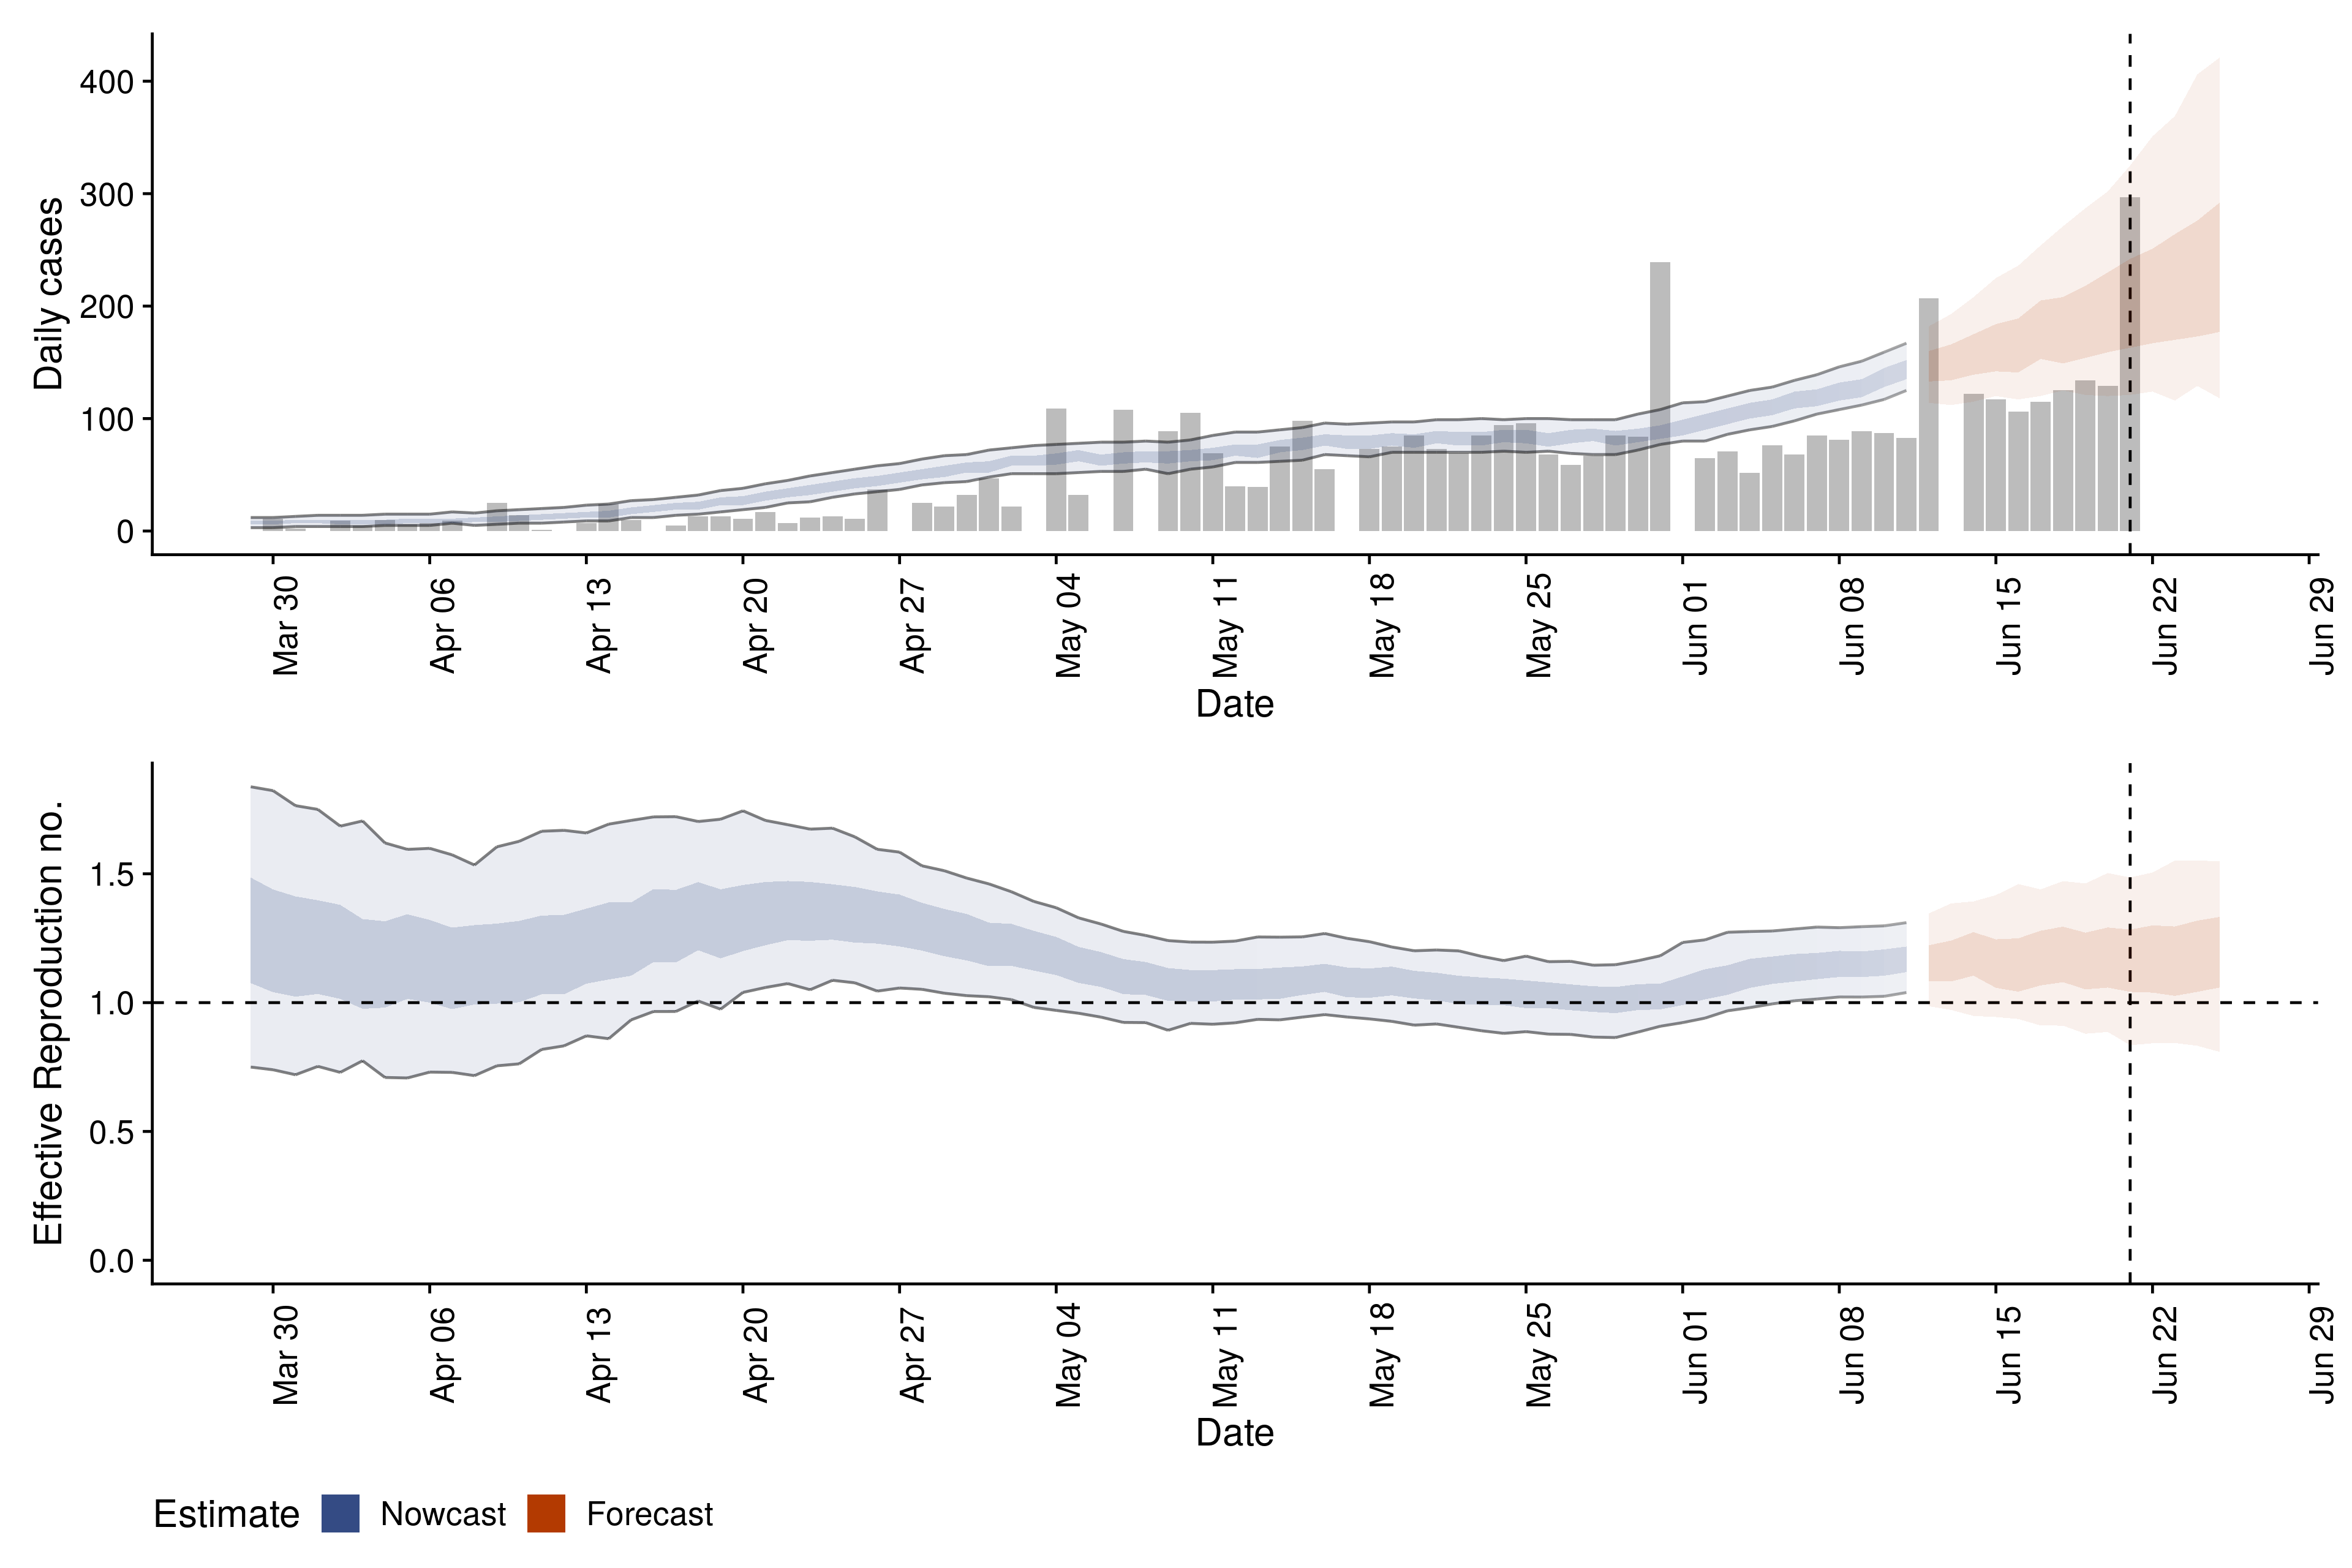 400
300
200
100
0
Daily cases
Mar 30
Apr 06
Apr 13
Apr 20
Apr 27
May 04
May 11
May 18
May 25
Jun 01
Jun 08
Jun 15
Jun 22
Jun 29
Date
1.5
1.0
0.5
0.0
Effective Reproduction no.
Mar 30
Apr 06
Apr 13
Apr 20
Apr 27
May 04
May 11
May 18
May 25
Jun 01
Jun 08
Jun 15
Jun 22
Jun 29
Date
Estimate Nowcast Forecast